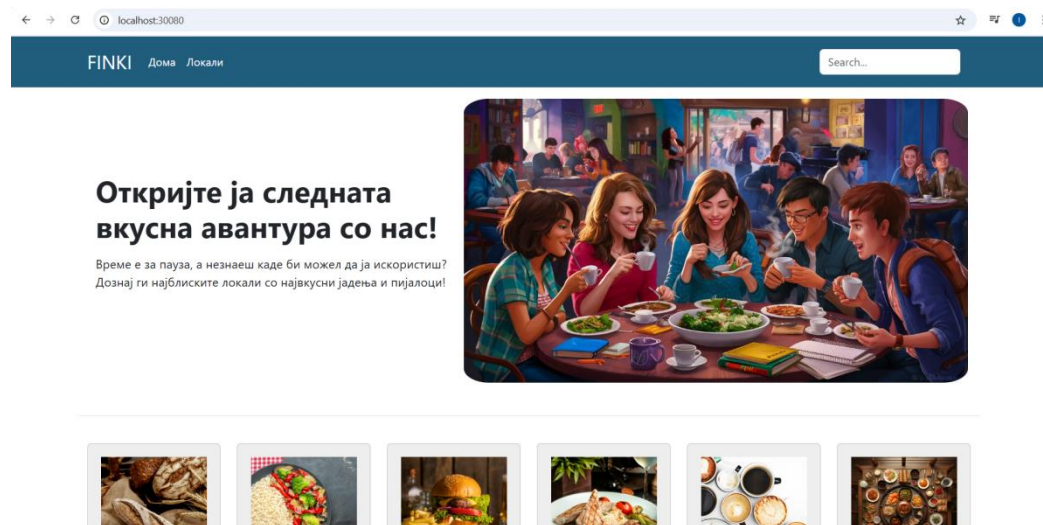 localhost:30080
FINKI Дома Локали Search...
Откријте ја следната
вкусна авантура со нас!
Време е за пауза, а незнаеш каде би можел да ја искористиш?
Дознај ги најблиските локали со највкусни јадења и пијалоци!